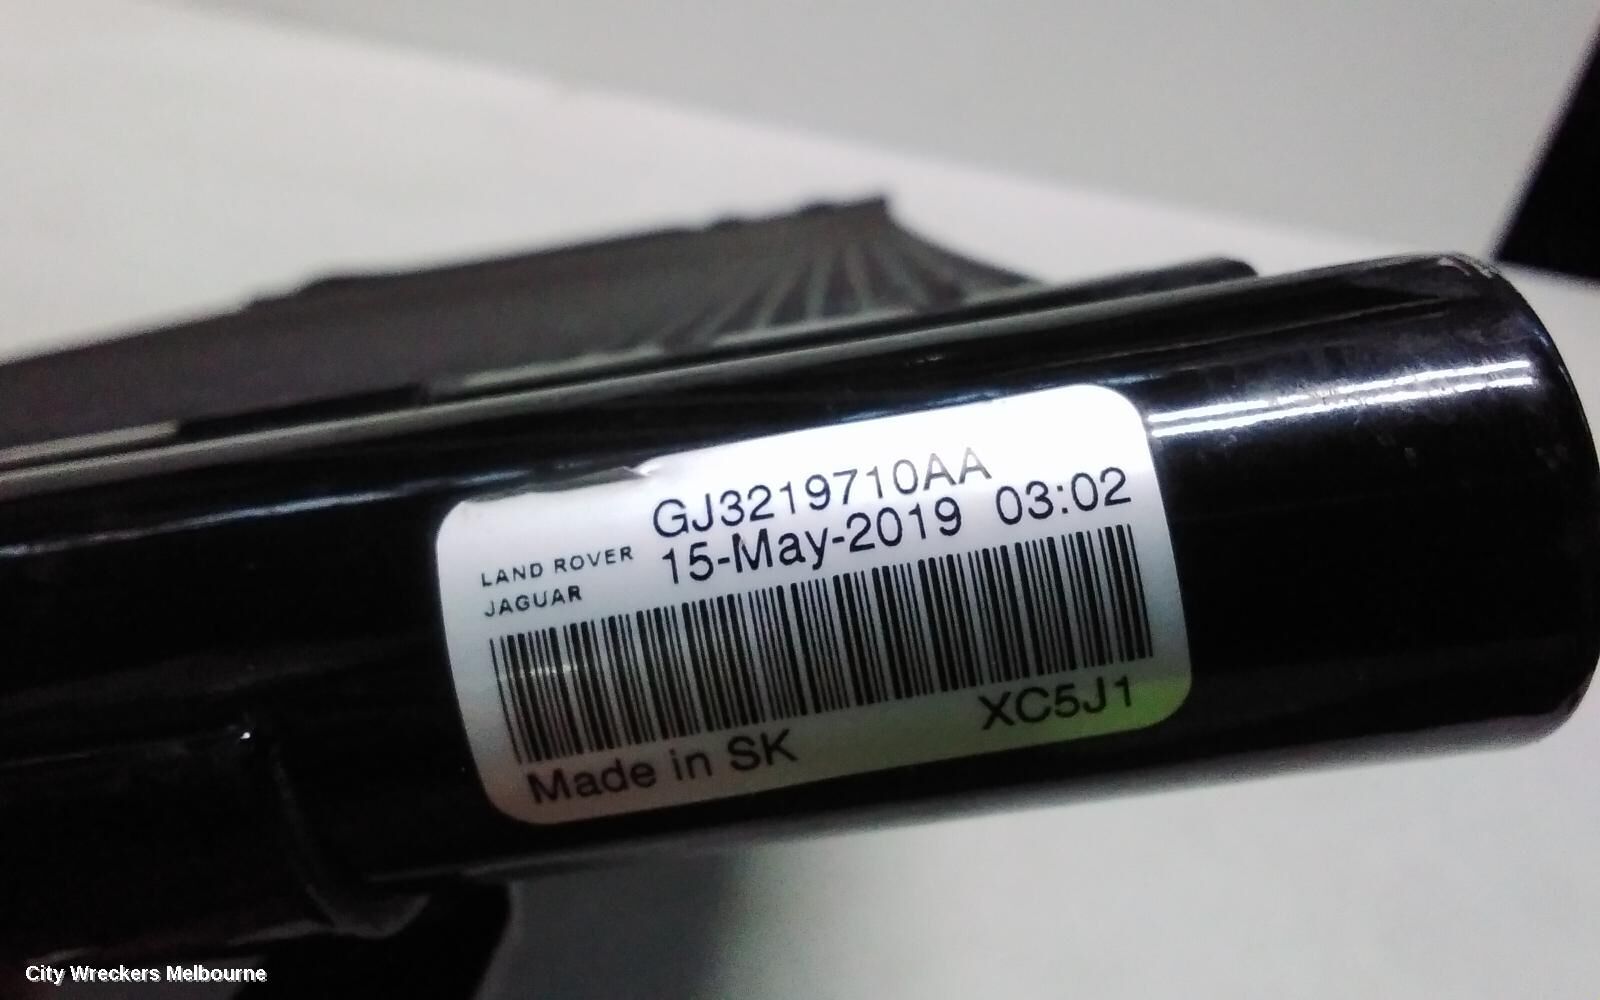 GJ3219710AA
15-May-2019 03:02
LAND ROVER
JAGUAR
Made in SK
XC5J1
City Wreckers Melbourne